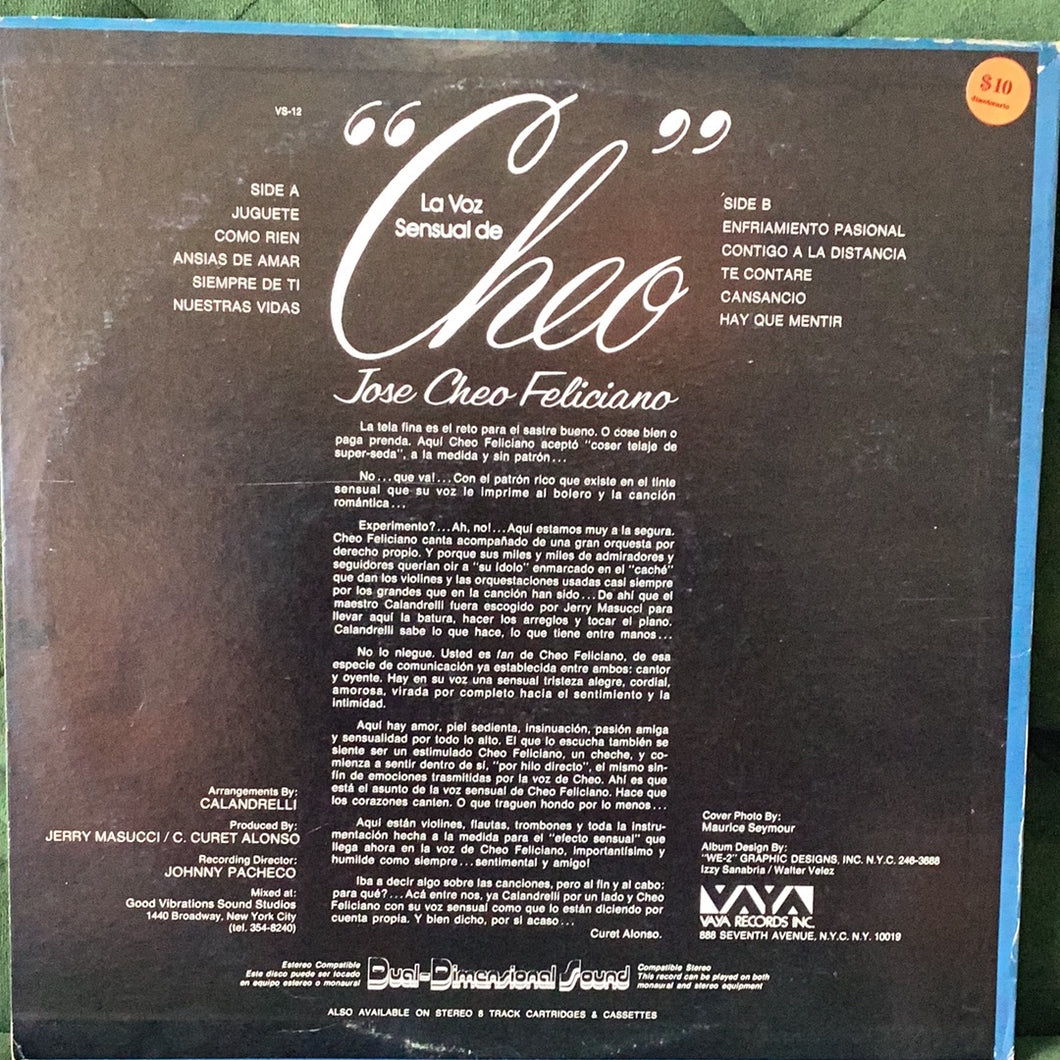 $10
discotecario
VS-12
SIDE A
JUGUETE
COMO RIEN
ANSIAS DE AMAR
SIEMPRE DE TI
NUESTRAS VIDAS
La Voz
Sensual de
“Cheo”
SIDE B
ENFRIAMIENTO PASIONAL
CONTIGO A LA DISTANCIA
TE CONTARE
CANSANCIO
HAY QUE MENTIR
Jose Cheo Feliciano
La tela fina es el reto para el sastre bueno. O cose bien o
paga prenda. Aquí Cheo Feliciano aceptó "coser telaje de
super-seda", a la medida y sin patrón...
No...que va!...Con el patrón rico que existe en el tinte
sensual que su voz le imprime al bolero y la canción
romántica...
Experimento?...Ah, no!...Aquí estamos muy a la segura.
Cheo Feliciano canta acompañado de una gran orquesta por
derecho propio. Y porque sus miles y miles de admiradores y
seguidores querían oir a "su ídolo" enmarcado en el "caché"
que dan los violines y las orquestaciones usadas casi siempre
por los grandes que en la canción han sido...De ahí que el
maestro Calandrelli fuera escogido por Jerry Masucci para
llevar aquí la batura, hacer los arreglos y tocar el piano.
Calandrelli sabe lo que hace, lo que tiene entre manos...
No lo niegue. Usted es fan de Cheo Feliciano, de esa
especie de comunicación ya establecida entre ambos: cantor
y oyente. Hay en su voz una sensual tristeza alegre, cordial,
amorosa, virada por completo hacia el sentimiento y la
intimidad.
Aquí hay amor, piel sedienta, insinuación, pasión amiga
y sensualidad por todo lo alto. El que lo escucha también se
siente ser un estimulado Cheo Feliciano, un cheche, y co-
mienza a sentir dentro de sí, "por hilo directo", el mismo sin-
fin de emociones trasmitidas por la voz de Cheo. Ahí es que
está el asunto de la voz sensual de Cheo Feliciano. Hace que
los corazones canten. O que traguen hondo por lo menos...
Aquí están violines, flautas, trombones y toda la instru-
mentación hecha a la medida para el "efecto sensual" que
llega ahora en la voz de Cheo Feliciano, importantísimo y
humilde como siempre...sentimental y amigo!
Iba a decir algo sobre las canciones, pero al fin y al cabo:
para qué?...Acá entre nos, ya Calandrelli por un lado y Cheo
Feliciano con su voz sensual como que lo están diciendo por
cuenta propia. Y bien dicho, por si acaso...
Curet Alonso.
Arrangements By:
CALANDRELLI
Produced By:
JERRY MASUCCI / C. CURET ALONSO
Recording Director:
JOHNNY PACHECO
Mixed at:
Good Vibrations Sound Studios
1440 Broadway, New York City
(tel. 354-8240)
Cover Photo By:
Maurice Seymour
Album Design By:
"WE-2" GRAPHIC DESIGNS, INC. N.Y.C. 246-3688
Izzy Sanabria / Walter Velez
VAYA
VAYA RECORDS INC.
888 SEVENTH AVENUE, N.Y.C. N.Y. 10019
Estereo Compatible
Este disco puede ser tocado
en equipo estereo o monaural
Dual-Dimensional Sound
Compatible Stereo
This record can be played on both
monaural and stereo equipment
ALSO AVAILABLE ON STEREO 8 TRACK CARTRIDGES & CASSETTES